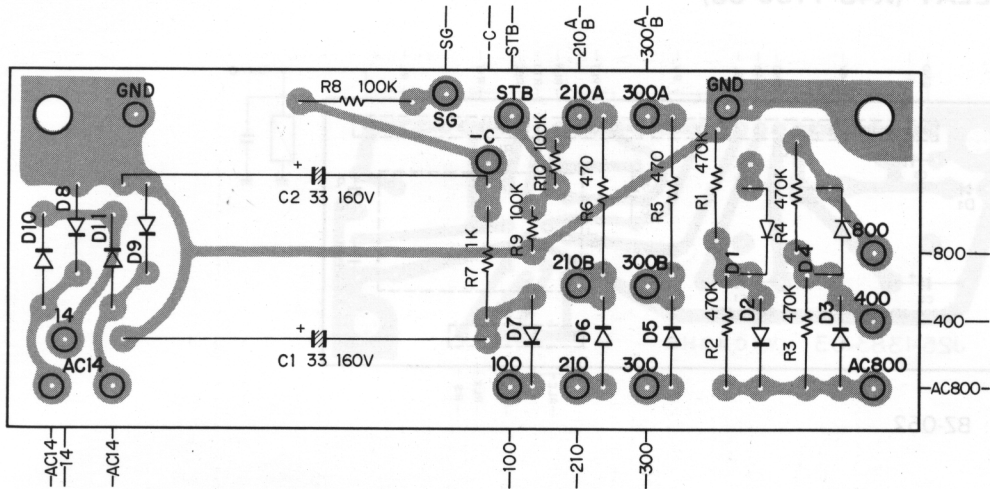 SG
C
STB
210A
B
300A
B
GND
R8 100K
SG
STB
210A
300A
GND
-C
100K
R10
470
R6
470
R5
470K
R1
470K
R4
D10
D8
D11
D9
+
C2 33 160V
100K
R9
1K
R7
210B
300B
D1
D4
800
800
14
AC14
+
C1 33 160V
D7
D6
D5
470K
R2
D2
470K
R3
D3
400
400
100
210
300
AC800
AC800
AC14
14
AC14
100
210
300
BZ-062